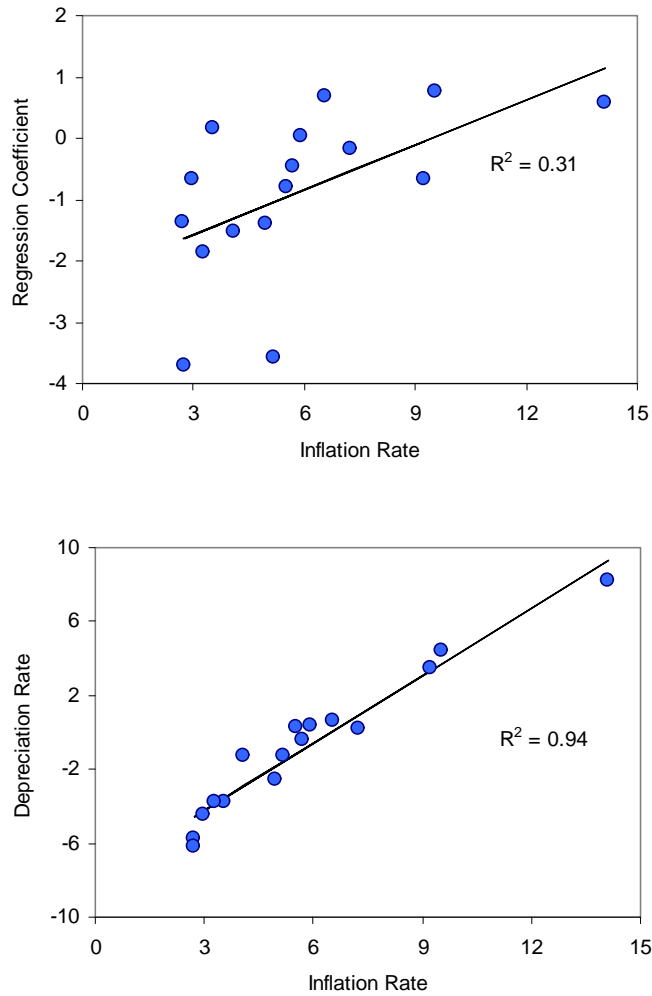 2
1
0
-1
-2
-3
-4
Regression Coefficient
R² = 0.31
0 3 6 9 12 15
Inflation Rate
10
6
2
-2
-6
-10
Depreciation Rate
R² = 0.94
0 3 6 9 12 15
Inflation Rate